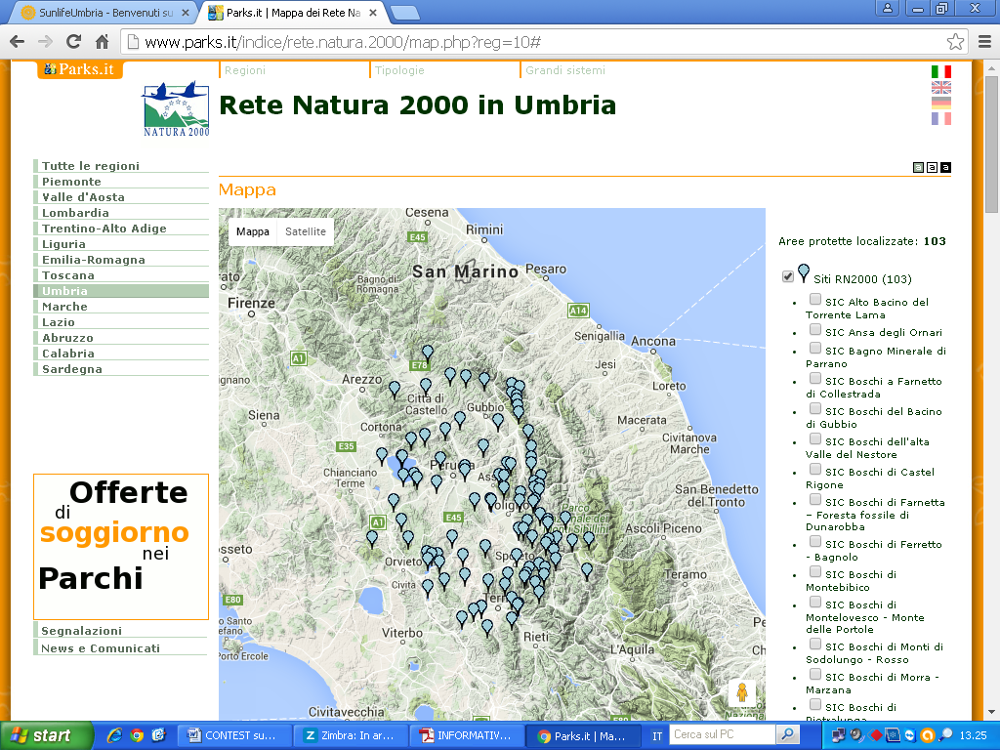 SunlifeUmbria - Benvenuti su
Parks.it | Mappa dei Rete Na
www.parks.it/indice/rete.natura.2000/map.php?reg=10#
Parks.it
Regioni
Tipologie
Grandi sistemi
NATURA 2000
Rete Natura 2000 in Umbria
a a a
Tutte le regioni
Piemonte
Valle d'Aosta
Lombardia
Trentino-Alto Adige
Liguria
Emilia-Romagna
Toscana
Umbria
Marche
Lazio
Abruzzo
Calabria
Sardegna
Offerte
di
soggiorno
nei
Parchi
Segnalazioni
News e Comunicati
Mappa
Mappa Satellite
Cesena
E45
Rimini
San Marino
Pesaro
Bagno di
Romagna
rato
Firenze
A14
Senigallia
Ancona
A1
E78
Jesi
gnano
Arezzo
Loreto
Città di
Castello
Gubbio
Siena
Macerata
Cortona
Civitanova
Marche
E35
Chianciano
Terme
Perugia
San Benedetto
del Tronto
Foligno
A1
E45
Parco
Ascoli Piceno
osseto
Orvieto
Spoleto
Teramo
Civita
E80
Terni
to Santo
efano
Viterbo
Rieti
Porto Ercole
L'Aquila
Pe
Ch
Civitavecchia
Aree protette localizzate: 103
Siti RN2000 (103)
SIC Alto Bacino del
Torrente Lama
SIC Ansa degli Ornari
SIC Bagno Minerale di
Parrano
SIC Boschi a Farnetto
di Collestrada
SIC Boschi del Bacino
di Gubbio
SIC Boschi dell'alta
Valle del Nestore
SIC Boschi di Castel
Rigone
SIC Boschi di Farnetta
– Foresta fossile di
Dunarobba
SIC Boschi di Ferretto
- Bagnolo
SIC Boschi di
Montebibico
SIC Boschi di
Montelovesco - Monte
delle Portole
SIC Boschi di Monti di
Sodolungo - Rosso
SIC Boschi di Morra -
Marzana
SIC Boschi di
Pietralunga
start
CONTEST su...
Zimbra: In ar...
INFORMATIV...
Parks.it | Ma...
IT
Cerca sul PC
13.25